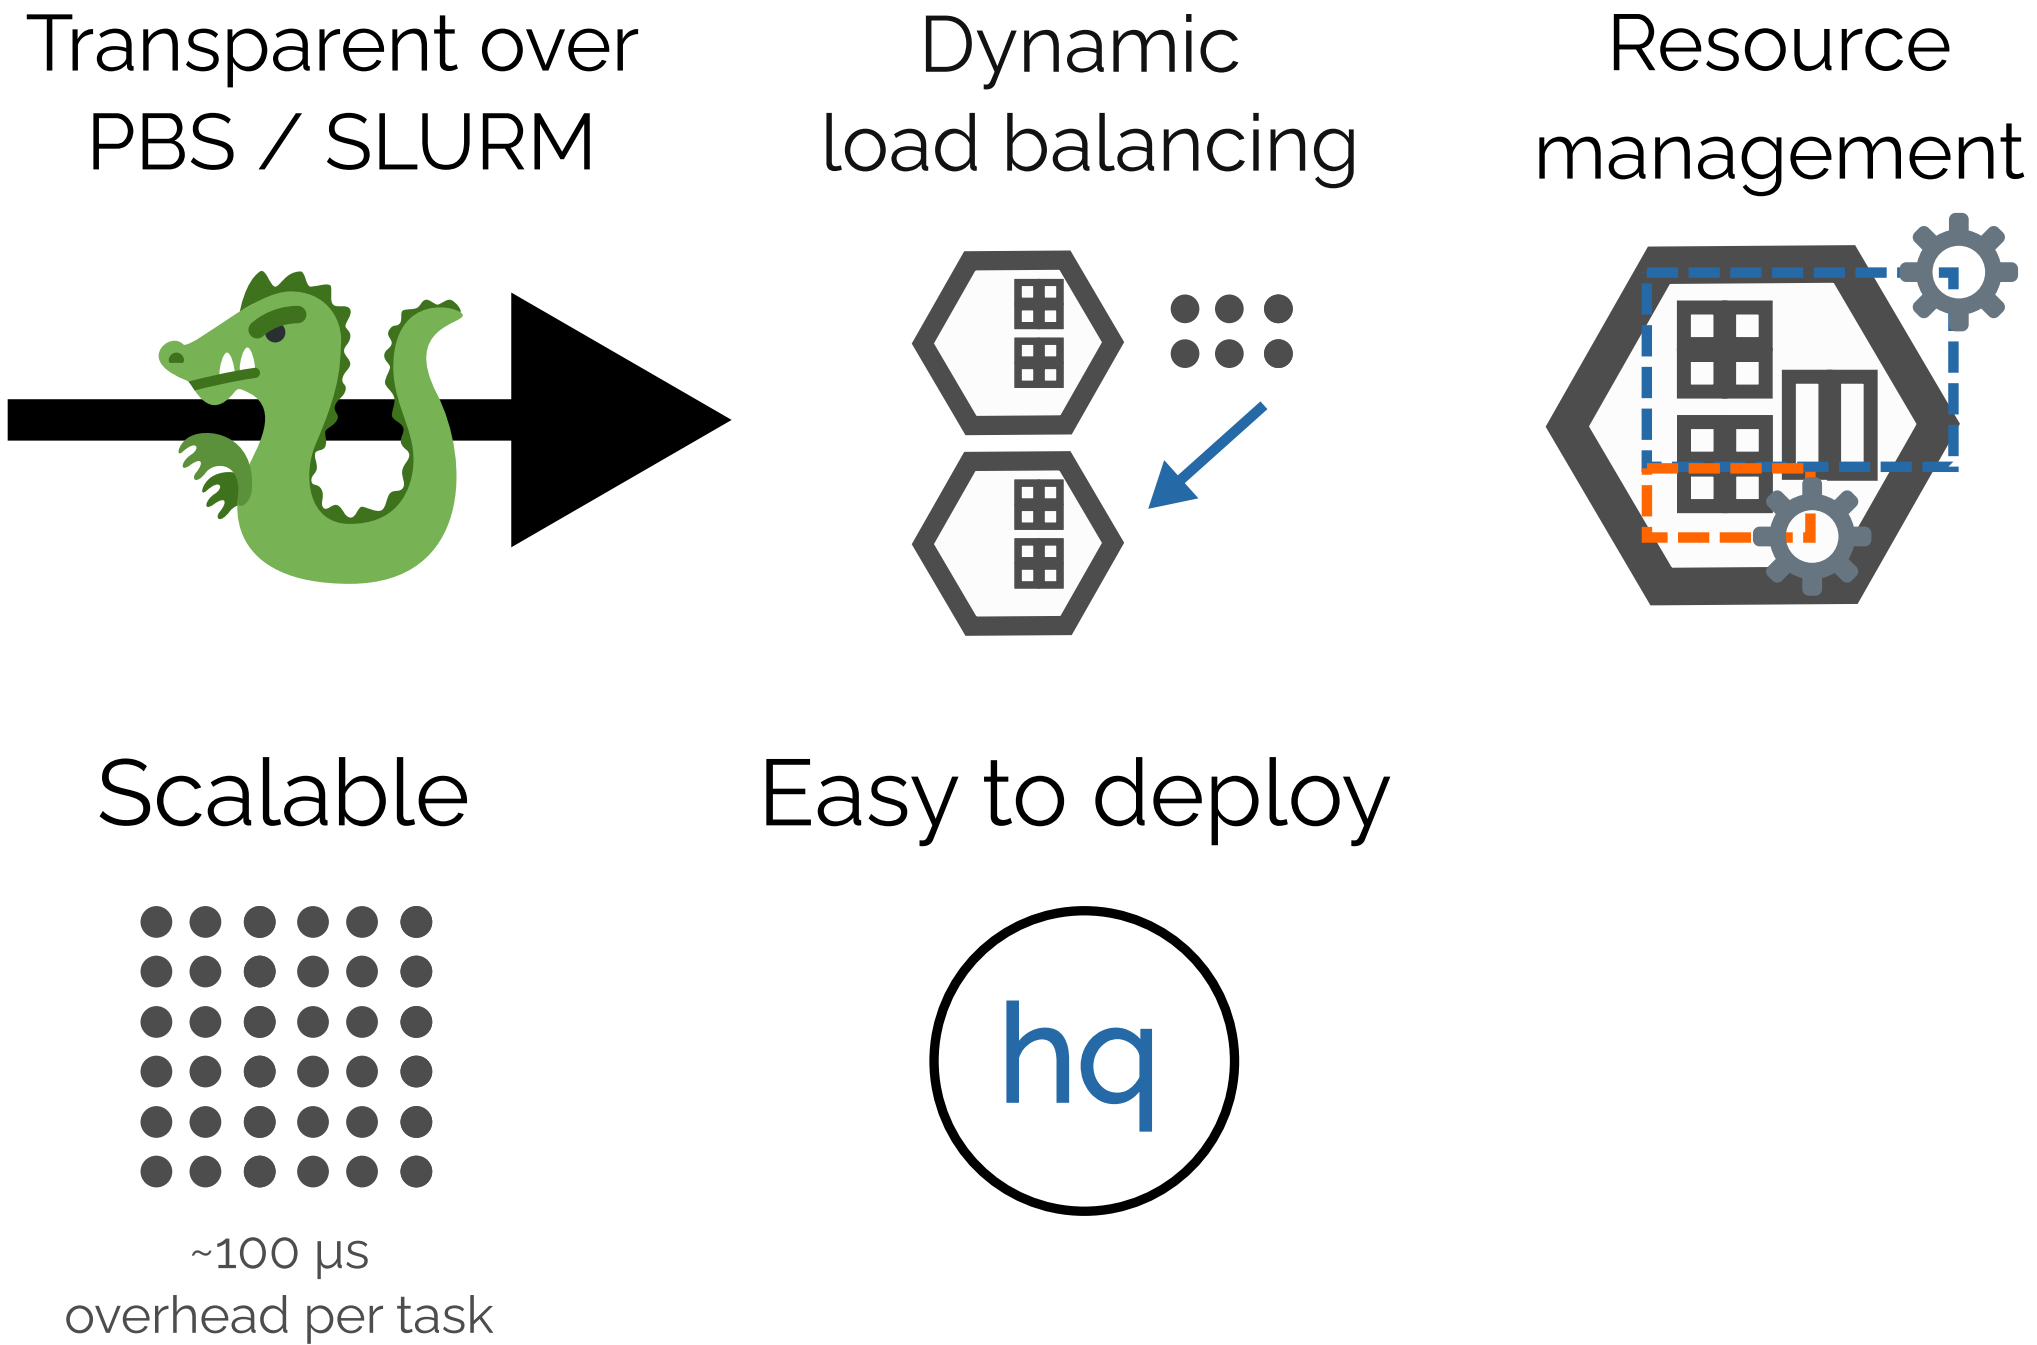 Transparent over
PBS / SLURM
Dynamic
load balancing
Resource
management
Scalable
~100 µs
overhead per task
Easy to deploy
hq